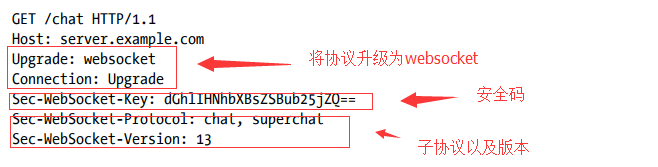 GET /chat HTTP/1.1
Host: server.example.com
Upgrade: websocket
将协议升级为websocket
Connection: Upgrade
Sec-WebSocket-Key: dGhlIHNhbXBsZSBub25jZQ==
安全码
Sec-WebSocket-Protocol: chat, superchat
Sec-WebSocket-Version: 13
子协议以及版本